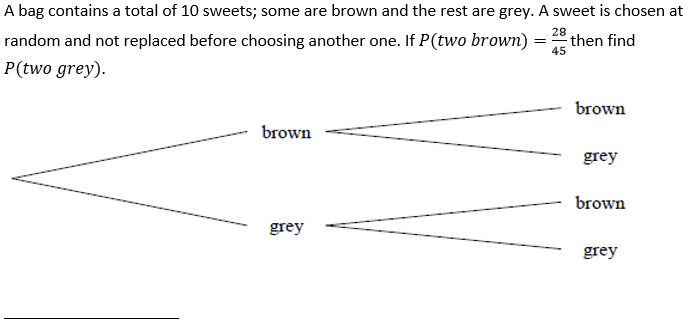 A bag contains a total of 10 sweets; some are brown and the rest are grey. A sweet is chosen at
random and not replaced before choosing another one. If P(two brown) = 28/45 then find
P(two grey).
brown
brown
grey
brown
grey
grey